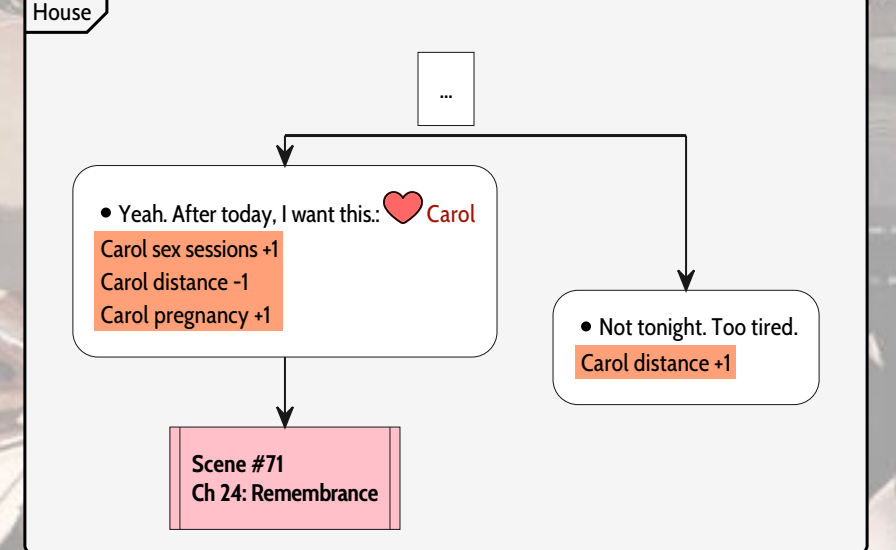 House
...
• Yeah. After today, I want this.: Carol
Carol sex sessions +1
Carol distance -1
Carol pregnancy +1
• Not tonight. Too tired.
Carol distance +1
Scene #71
Ch 24: Remembrance